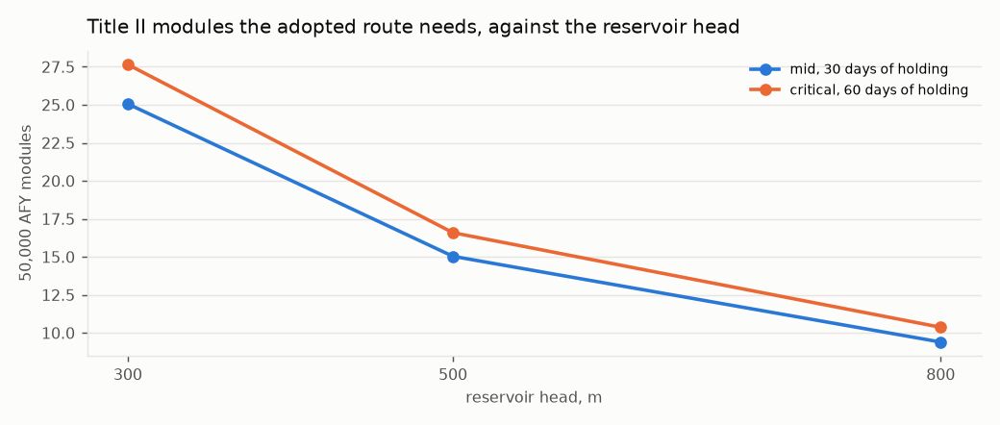 Title II modules the adopted route needs, against the reservoir head
mid, 30 days of holding
critical, 60 days of holding
50,000 AFY modules
27.5
25.0
22.5
20.0
17.5
15.0
12.5
10.0
300
500
800
reservoir head, m